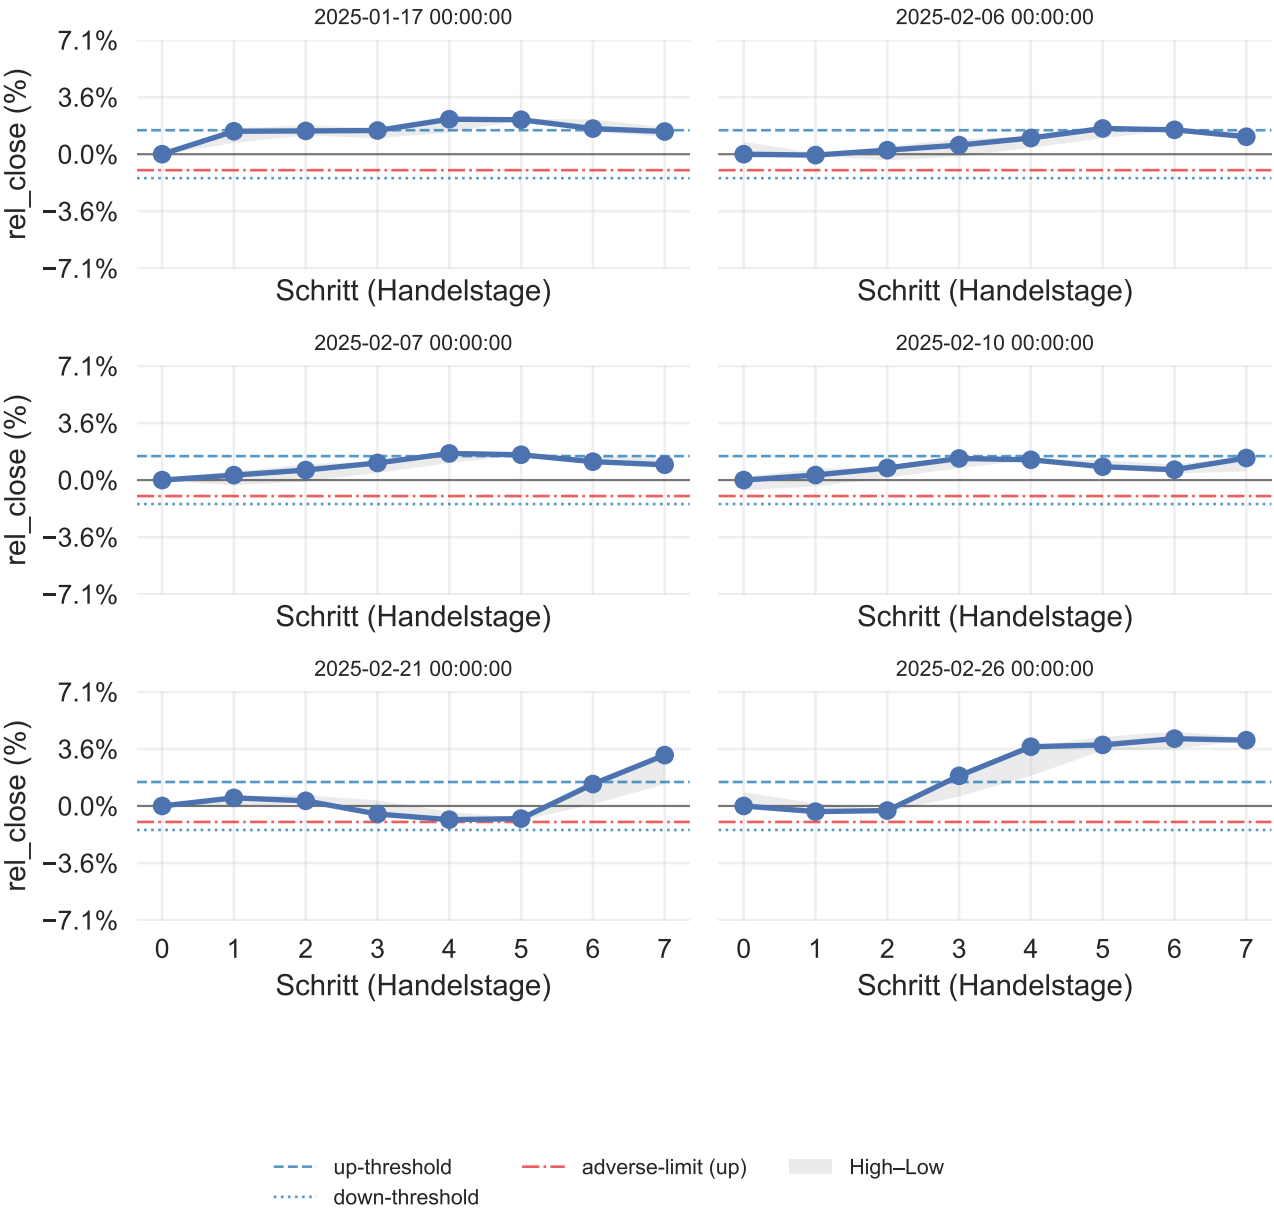 2025-01-17 00:00:00
2025-02-06 00:00:00
7.1%
3.6%
0.0%
−3.6%
−7.1%
rel_close (%)
Schritt (Handelstage)
Schritt (Handelstage)
2025-02-07 00:00:00
2025-02-10 00:00:00
7.1%
3.6%
0.0%
−3.6%
−7.1%
rel_close (%)
Schritt (Handelstage)
Schritt (Handelstage)
2025-02-21 00:00:00
2025-02-26 00:00:00
7.1%
3.6%
0.0%
−3.6%
−7.1%
rel_close (%)
0 1 2 3 4 5 6 7
0 1 2 3 4 5 6 7
Schritt (Handelstage)
Schritt (Handelstage)
up-threshold
down-threshold
adverse-limit (up)
High–Low